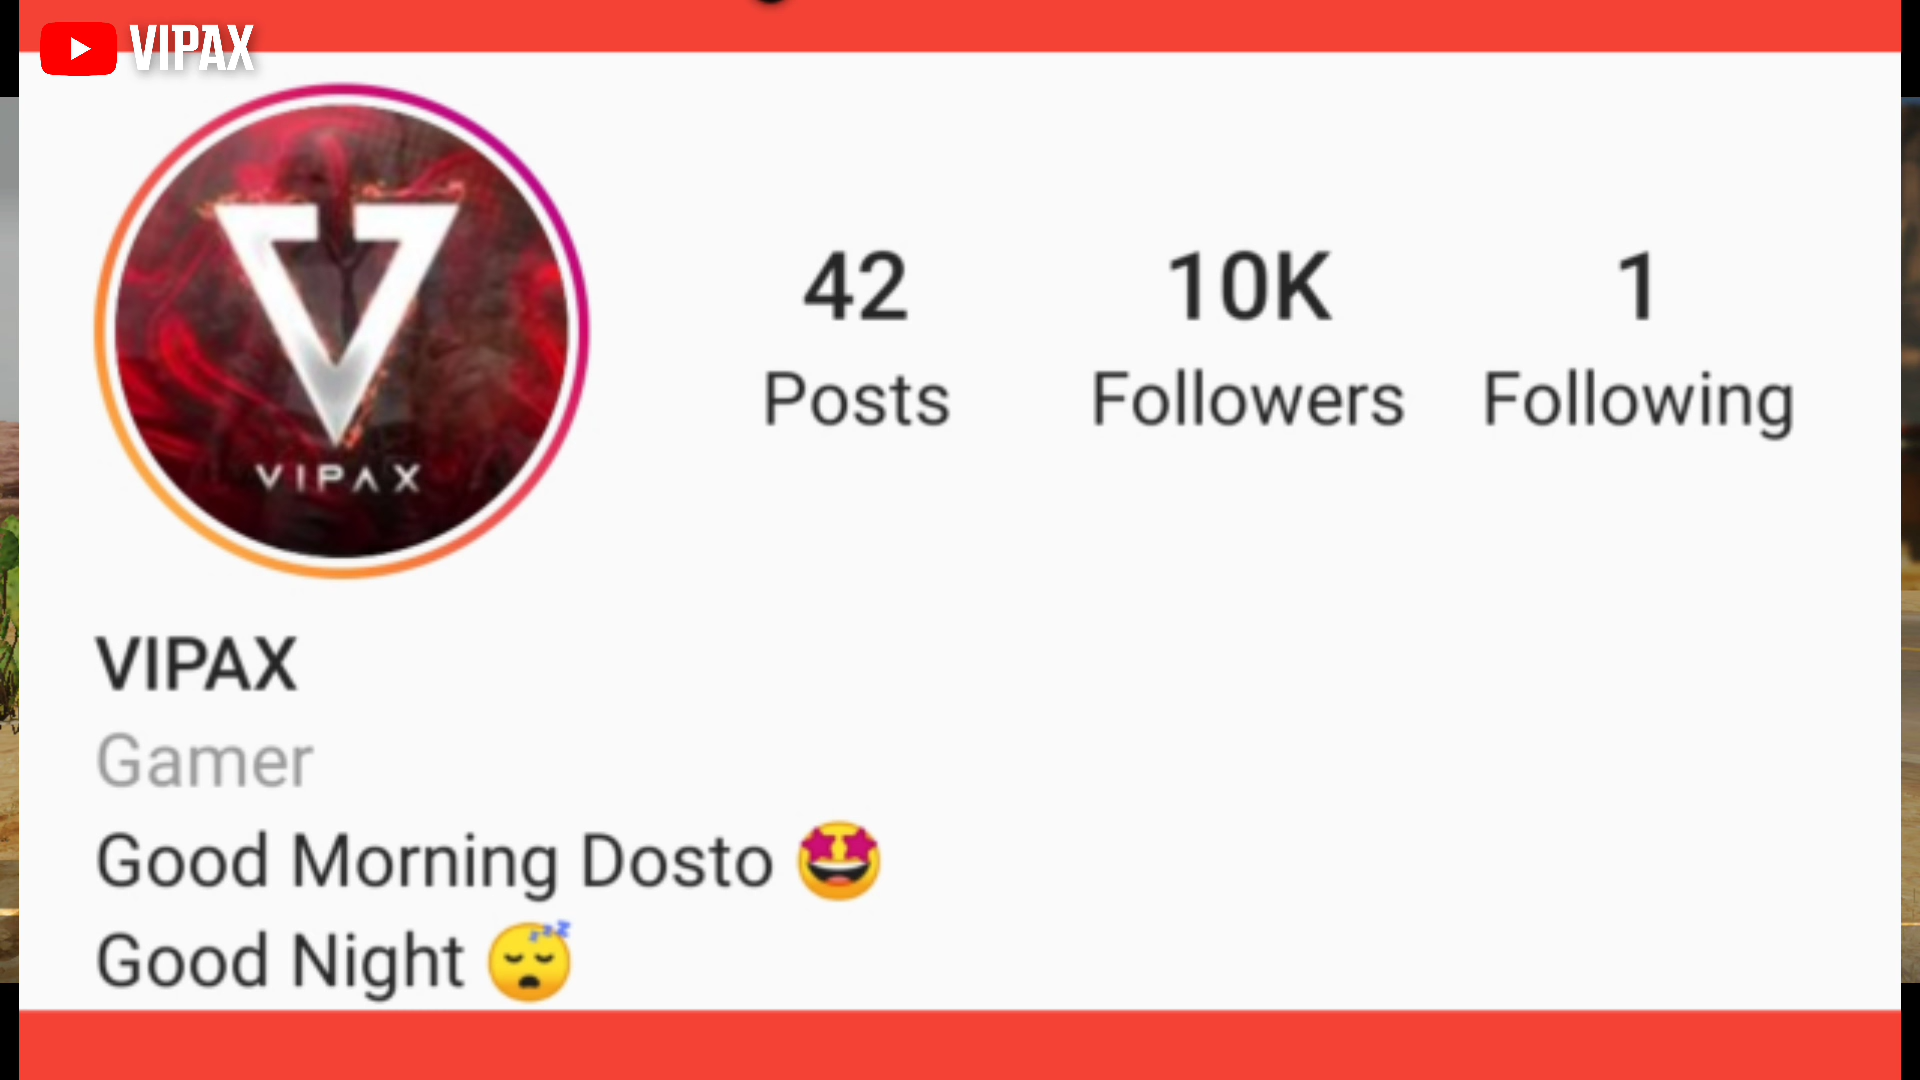 VIPAX
VIPAX
42 10K 1
Posts Followers Following
VIPAX
Gamer
Good Morning Dosto 🤩
Good Night 😴